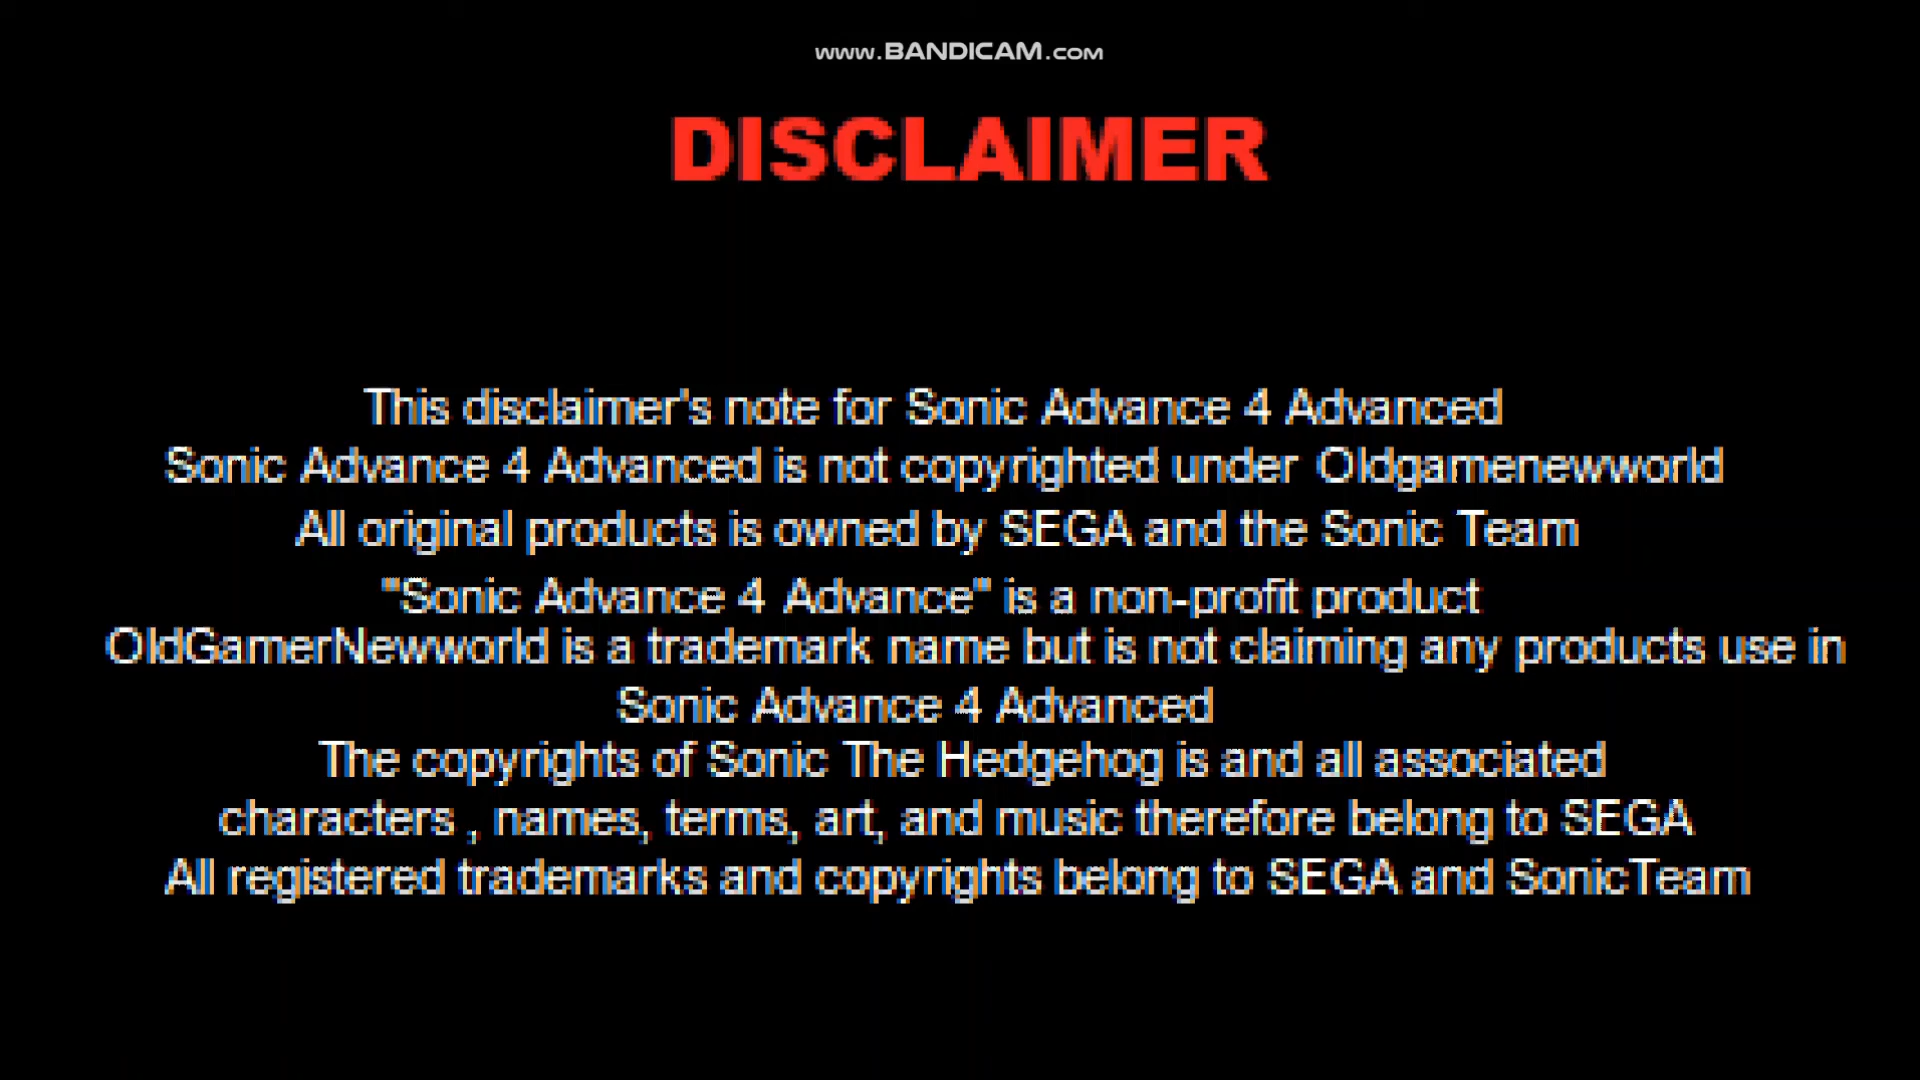 www.BANDICAM.com
DISCLAIMER
This disclaimer's note for Sonic Advance 4 Advanced
Sonic Advance 4 Advanced is not copyrighted under Oldgamenewworld
All original products is owned by SEGA and the Sonic Team
"Sonic Advance 4 Advance" is a non-profit product
OldGamerNewworld is a trademark name but is not claiming any products use in
Sonic Advance 4 Advanced
The copyrights of Sonic The Hedgehog is and all associated
characters , names, terms, art, and music therefore belong to SEGA
All registered trademarks and copyrights belong to SEGA and SonicTeam